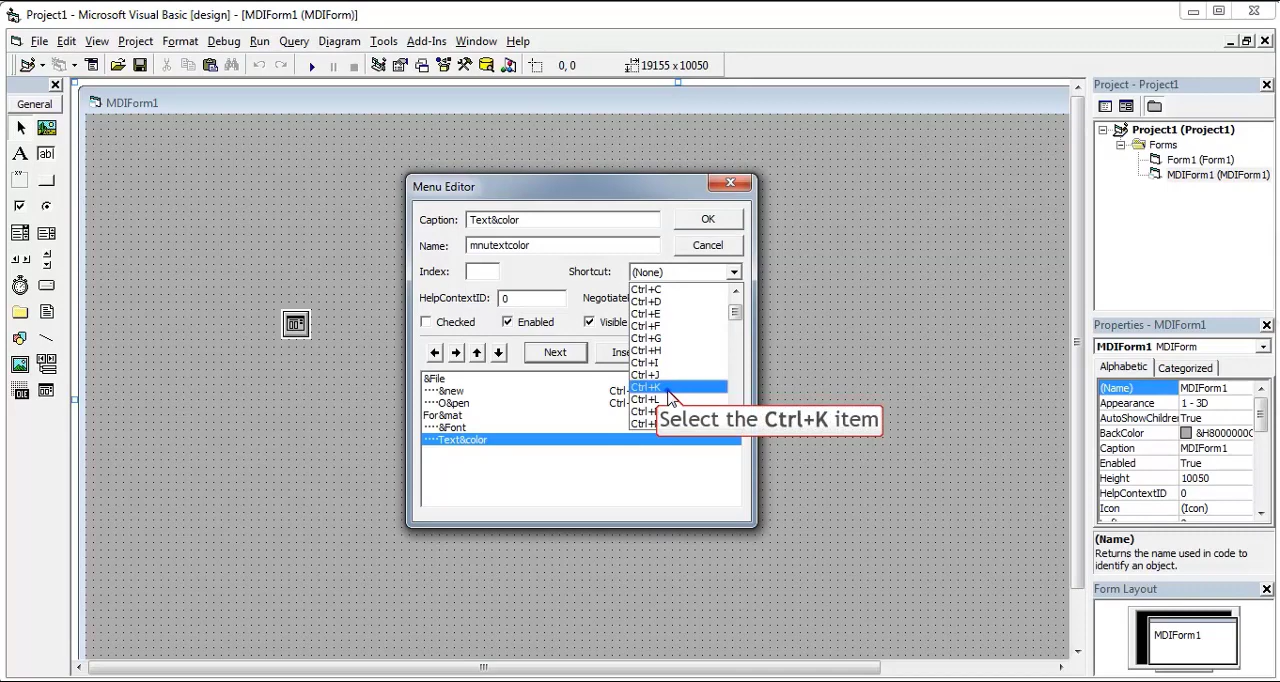 Project1 - Microsoft Visual Basic [design] - [MDIForm1 (MDIForm)]
File Edit View Project Format Debug Run Query Diagram Tools Add-Ins Window Help
0, 0 19155 x 10050
General
MDIForm1
Menu Editor
Caption: Text&color OK
Name: mnutextcolor Cancel
Index: Shortcut: (None)
HelpContextID: 0
Checked Enabled Visible
Next
&File
····&new
····O&pen
For&mat
····&Font
····Text&color
Ctrl+C
Ctrl+D
Ctrl+E
Ctrl+F
Ctrl+G
Ctrl+H
Ctrl+I
Ctrl+J
Ctrl+K
Ctrl+L
Select the Ctrl+K item
Project - Project1
Project1 (Project1)
Forms
Form1 (Form1)
MDIForm1 (MDIForm1)
Properties - MDIForm1
MDIForm1 MDIForm
Alphabetic Categorized
(Name) MDIForm1
Appearance 1 - 3D
AutoShowChildren True
BackColor &H8000000C
Caption MDIForm1
Enabled True
Height 10050
HelpContextID 0
Icon (Icon)
(Name)
Returns the name used in code to
identify an object.
Form Layout
MDIForm1